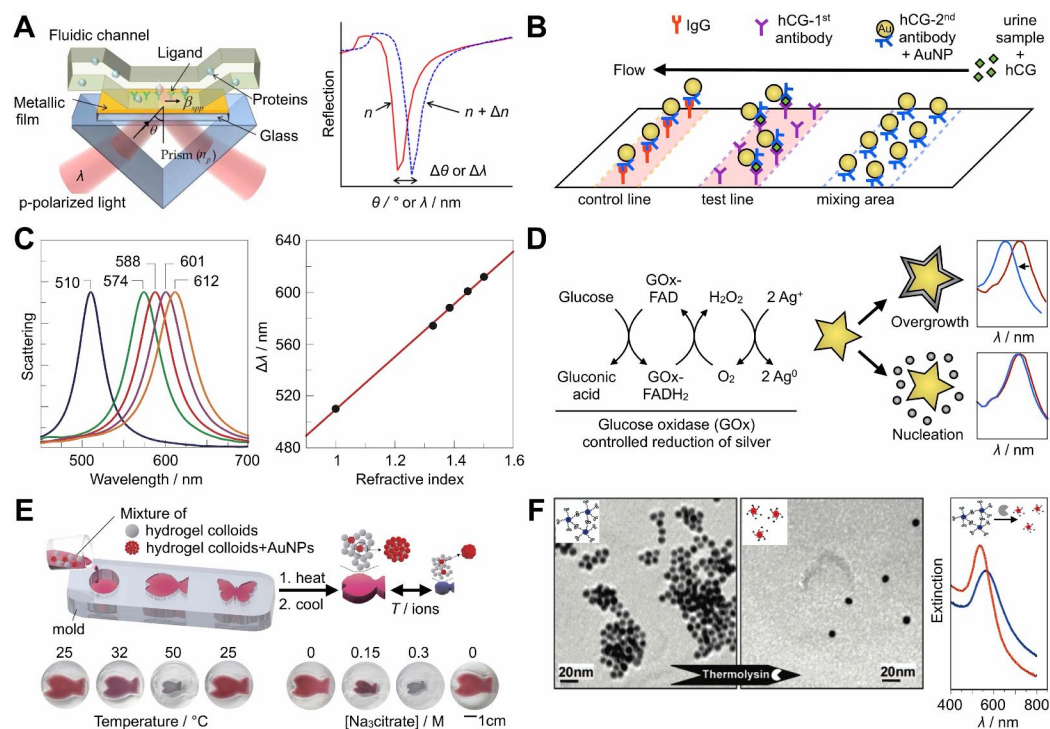 A
Fluidic channel
Ligand
β_spp
Proteins
Metallic
film
Glass
θ
Prism (n_p)
λ
p-polarized light
Reflection
n
n + Δn
Δθ or Δλ
θ / ° or λ / nm
B
IgG
hCG-1st
antibody
Au
hCG-2nd
antibody
+ AuNP
urine
sample
+
hCG
Flow
control line
test line
mixing area
C
Scattering
510
574
588
601
612
500
600
700
Wavelength / nm
Δλ / nm
640
600
560
520
480
1
1.2
1.4
1.6
Refractive index
D
Glucose
GOx-
FAD
H₂O₂
2 Ag⁺
Gluconic
acid
GOx-
FADH₂
O₂
2 Ag⁰
Glucose oxidase (GOx)
controlled reduction of silver
Overgrowth
Nucleation
λ / nm
λ / nm
E
Mixture of
hydrogel colloids
hydrogel colloids+AuNPs
mold
1. heat
2. cool
T / ions
25
32
50
25
Temperature / °C
0
0.15
0.3
0
[Na₃citrate] / M
1cm
F
20nm
Thermolysin
20nm
Extinction
400
600
800
λ / nm